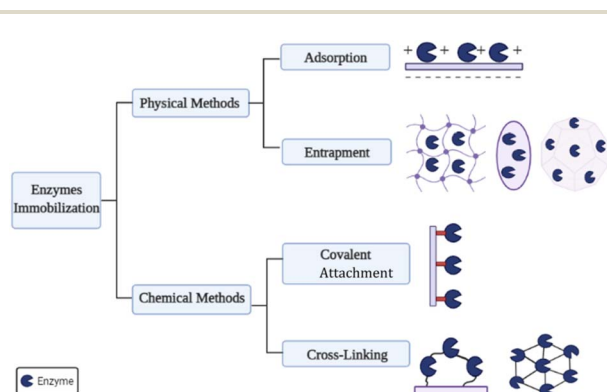 Adsorption
+ + + +
Physical Methods
Entrapment
Enzymes
Immobilization
Covalent
Attachment
Chemical Methods
Cross-Linking
Enzyme